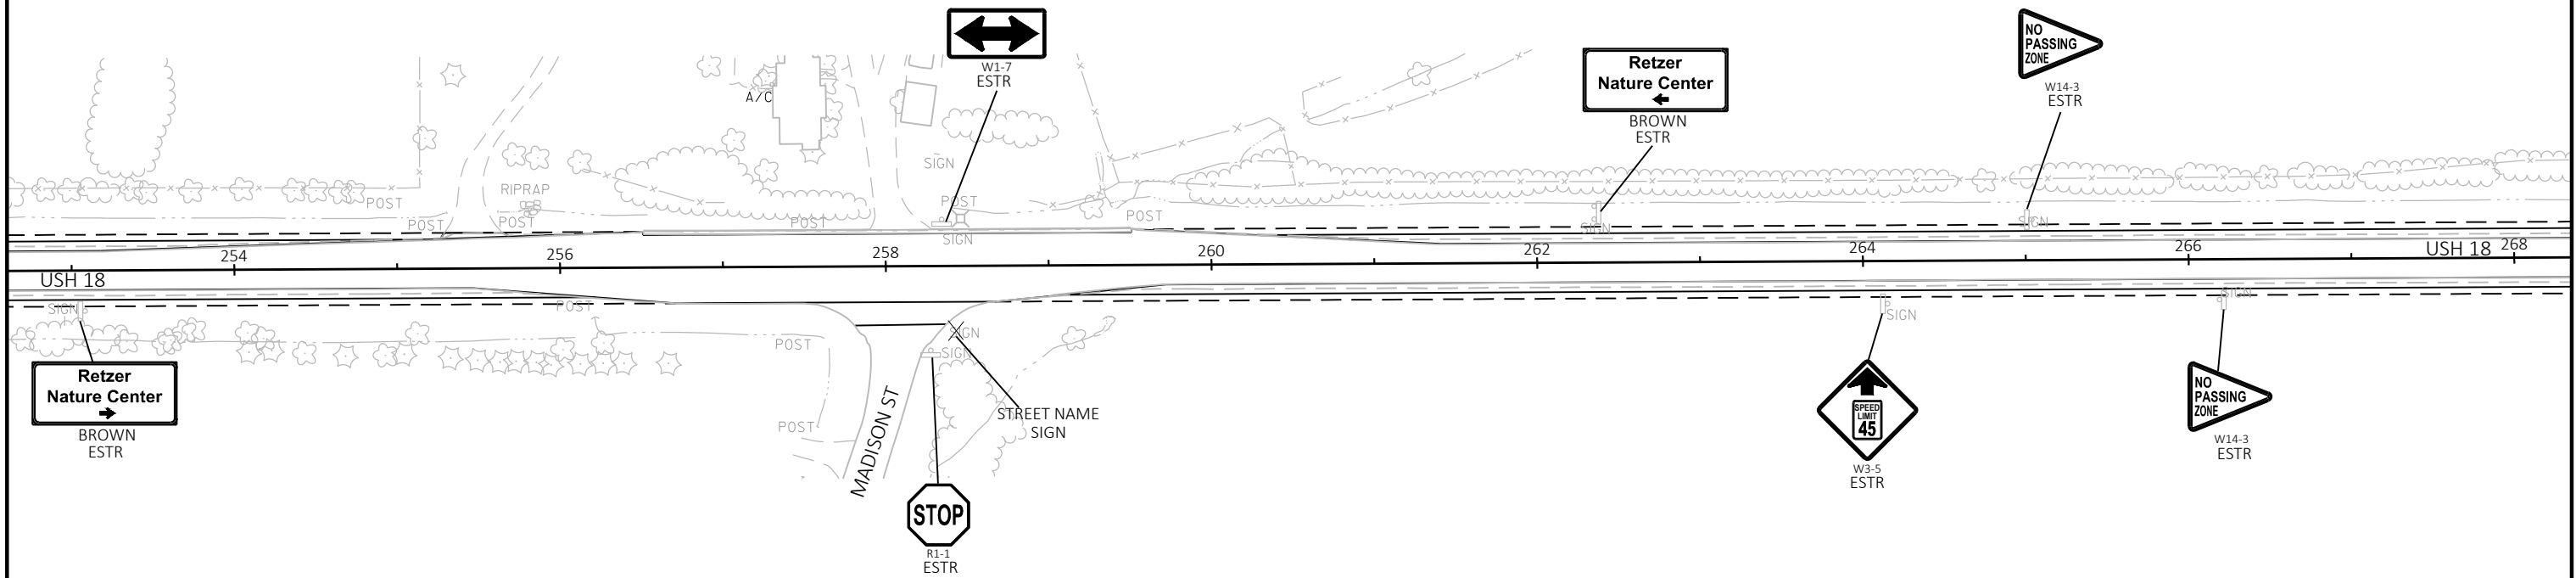 W1-7
ESTR
Retzer
Nature Center
BROWN
ESTR
NO
PASSING
ZONE
W14-3
ESTR
A/C
SIGN
RIPRAP
POST
POST
POST
POST
POST
SIGN
POST
SIGN
SIGN
254
256
258
260
262
264
266
268
USH 18
USH 18
SIGN
POST
SIGN
SIGN
POST
SIGN
SIGN
POST
MADISON ST
STREET NAME
SIGN
Retzer
Nature Center
BROWN
ESTR
STOP
R1-1
ESTR
SPEED
LIMIT
45
W3-5
ESTR
NO
PASSING
ZONE
W14-3
ESTR